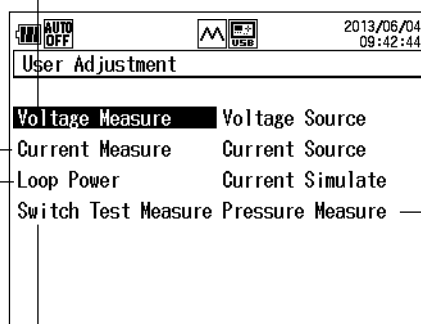 AUTO OFF USB 2013/06/04
09:42:44
User Adjustment
Voltage Measure Voltage Source
Current Measure Current Source
Loop Power Current Simulate
Switch Test Measure Pressure Measure